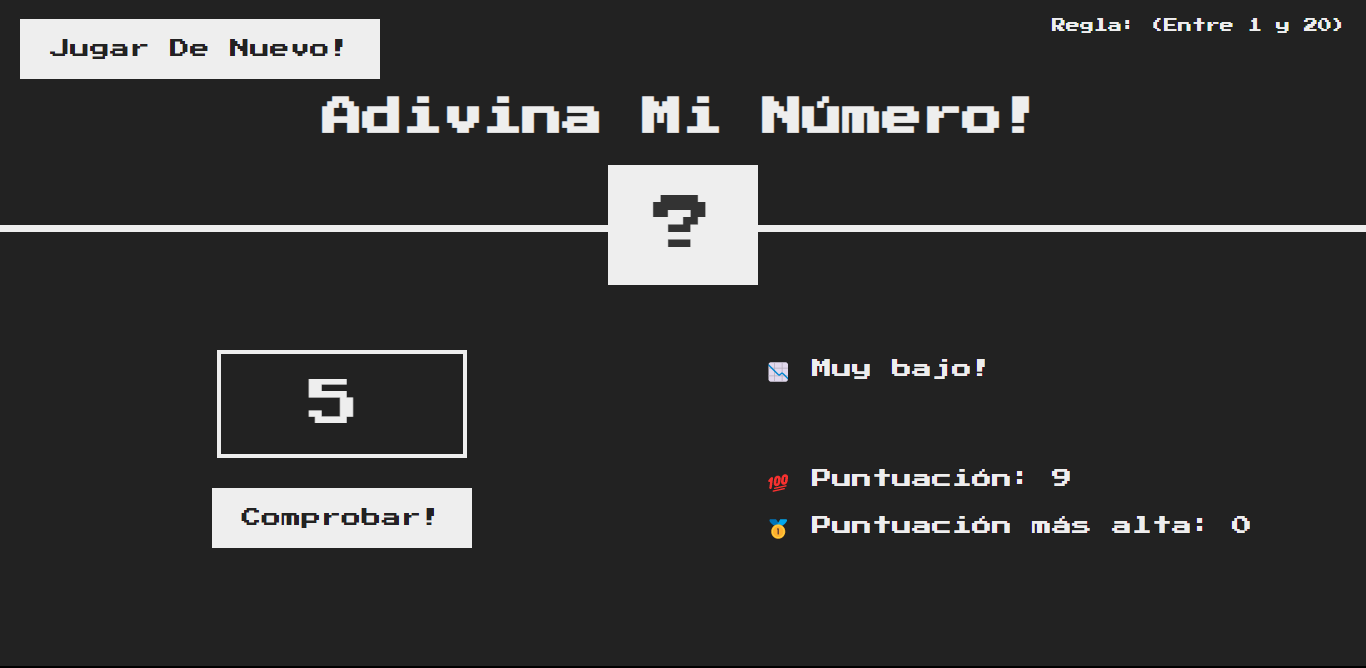 Jugar De Nuevo!
Regla: (Entre 1 y 20)
Adivina Mi Número!
?
5
Comprobar!
📉 Muy bajo!
💯 Puntuación: 9
🥇 Puntuación más alta: 0